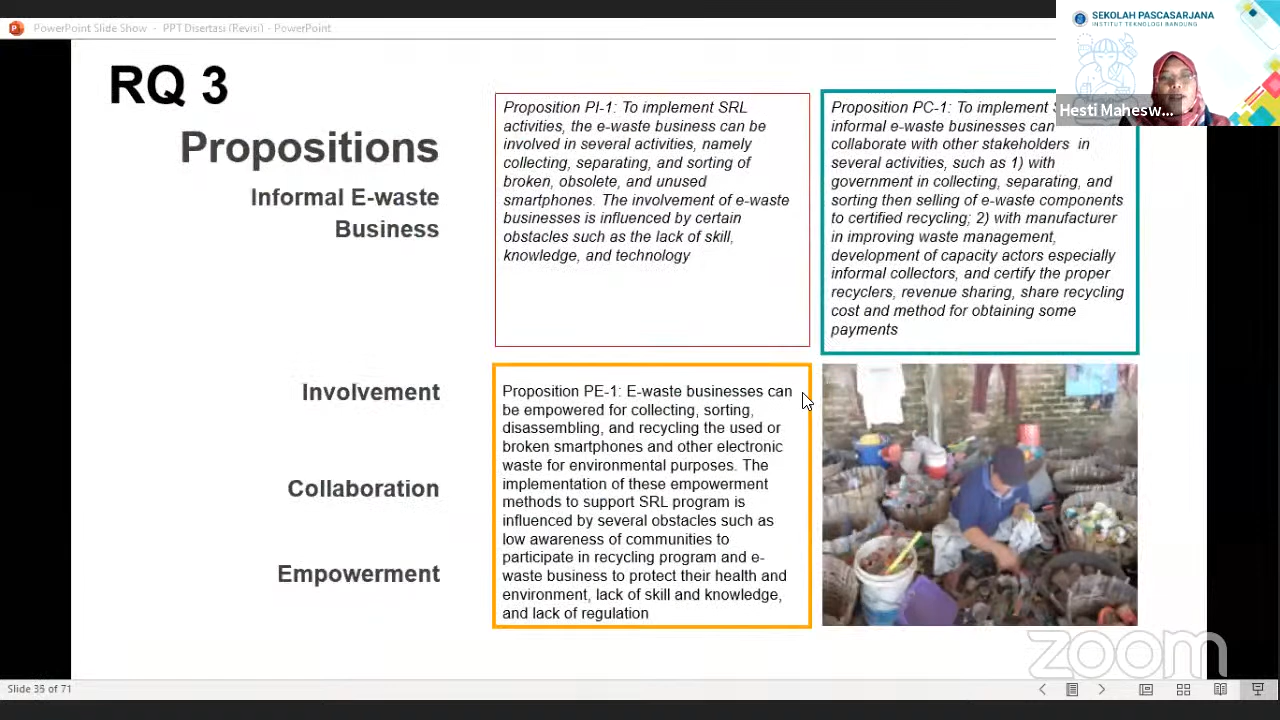 PowerPoint Slide Show - PPT Disertasi (Revisi) - PowerPoint
SEKOLAH PASCASARJANA
INSTITUT TEKNOLOGI BANDUNG
Hesti Mahesw...
RQ 3
Propositions
Informal E-waste
Business
Involvement
Collaboration
Empowerment
Proposition PI-1: To implement SRL
activities, the e-waste business can be
involved in several activities, namely
collecting, separating, and sorting of
broken, obsolete, and unused
smartphones. The involvement of e-waste
businesses is influenced by certain
obstacles such as the lack of skill,
knowledge, and technology
Proposition PC-1: To implement
informal e-waste businesses can
collaborate with other stakeholders in
several activities, such as 1) with
government in collecting, separating, and
sorting then selling of e-waste components
to certified recycling; 2) with manufacturer
in improving waste management,
development of capacity actors especially
informal collectors, and certify the proper
recyclers, revenue sharing, share recycling
cost and method for obtaining some
payments
Proposition PE-1: E-waste businesses can
be empowered for collecting, sorting,
disassembling, and recycling the used or
broken smartphones and other electronic
waste for environmental purposes. The
implementation of these empowerment
methods to support SRL program is
influenced by several obstacles such as
low awareness of communities to
participate in recycling program and e-
waste business to protect their health and
environment, lack of skill and knowledge,
and lack of regulation
zoom
Slide 35 of 71